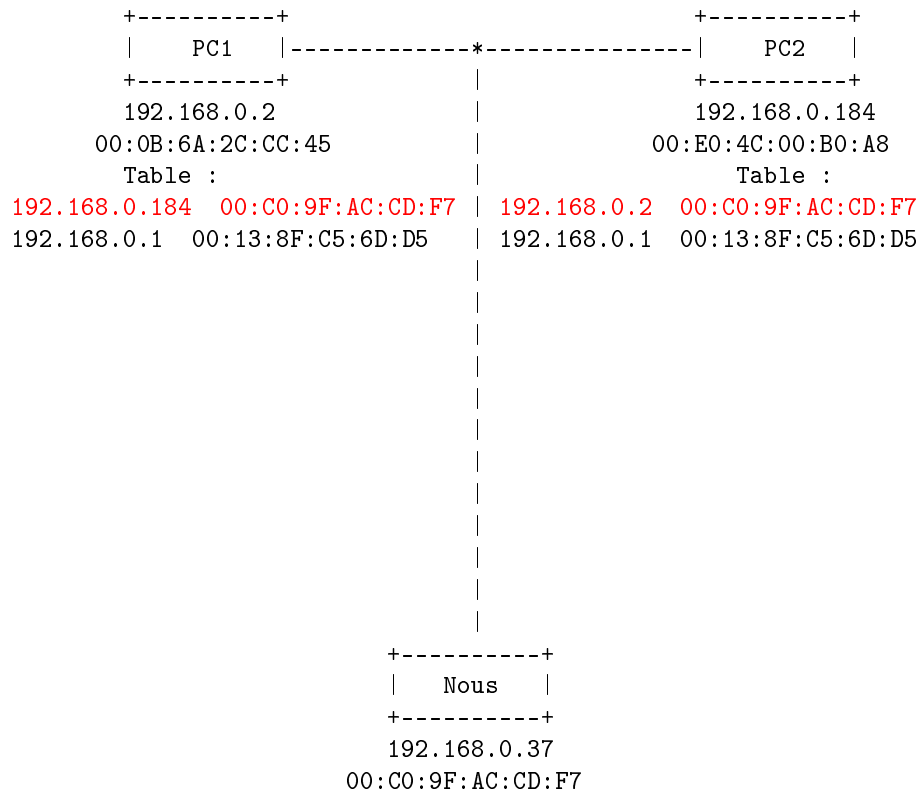 +----------+ +----------+
| PC1 |-------------*---------------| PC2 |
+----------+ | +----------+
192.168.0.2 | 192.168.0.184
00:0B:6A:2C:CC:45 | 00:E0:4C:00:B0:A8
Table : | Table :
192.168.0.184 00:C0:9F:AC:CD:F7 | 192.168.0.2 00:C0:9F:AC:CD:F7
192.168.0.1 00:13:8F:C5:6D:D5 | 192.168.0.1 00:13:8F:C5:6D:D5
|
|
|
|
|
|
|
|
|
|
|
|
+----------+
| Nous |
+----------+
192.168.0.37
00:C0:9F:AC:CD:F7